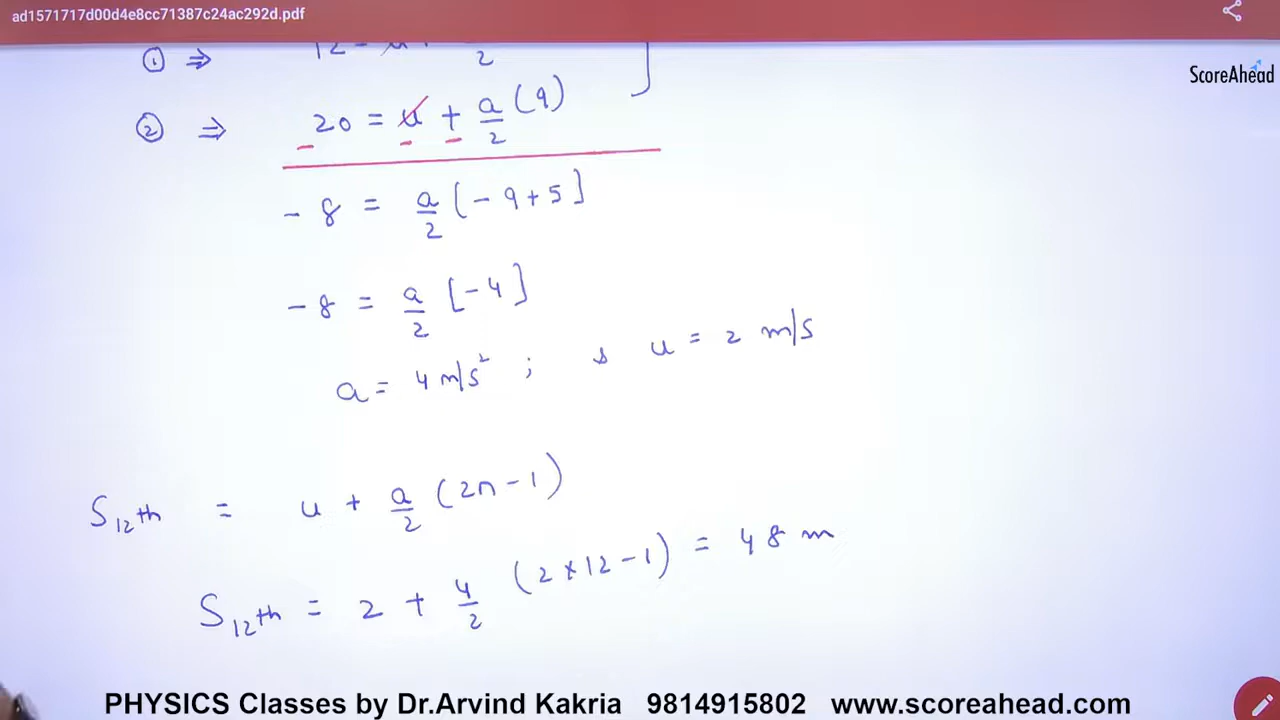 ad1571717d00d4e8cc71387c24ac292d.pdf
ScoreAhead
① ⇒ 12 = u + 2
② ⇒ 20 = u + a/2 (9)
- 8 = a/2 [- 9 + 5]
- 8 = a/2 [- 4]
a = 4 m/s² ; & u = 2 m/s
S12th = u + a/2 (2n - 1)
S12th = 2 + 4/2 (2 × 12 - 1) = 48 m
PHYSICS Classes by Dr.Arvind Kakria 9814915802 www.scoreahead.com